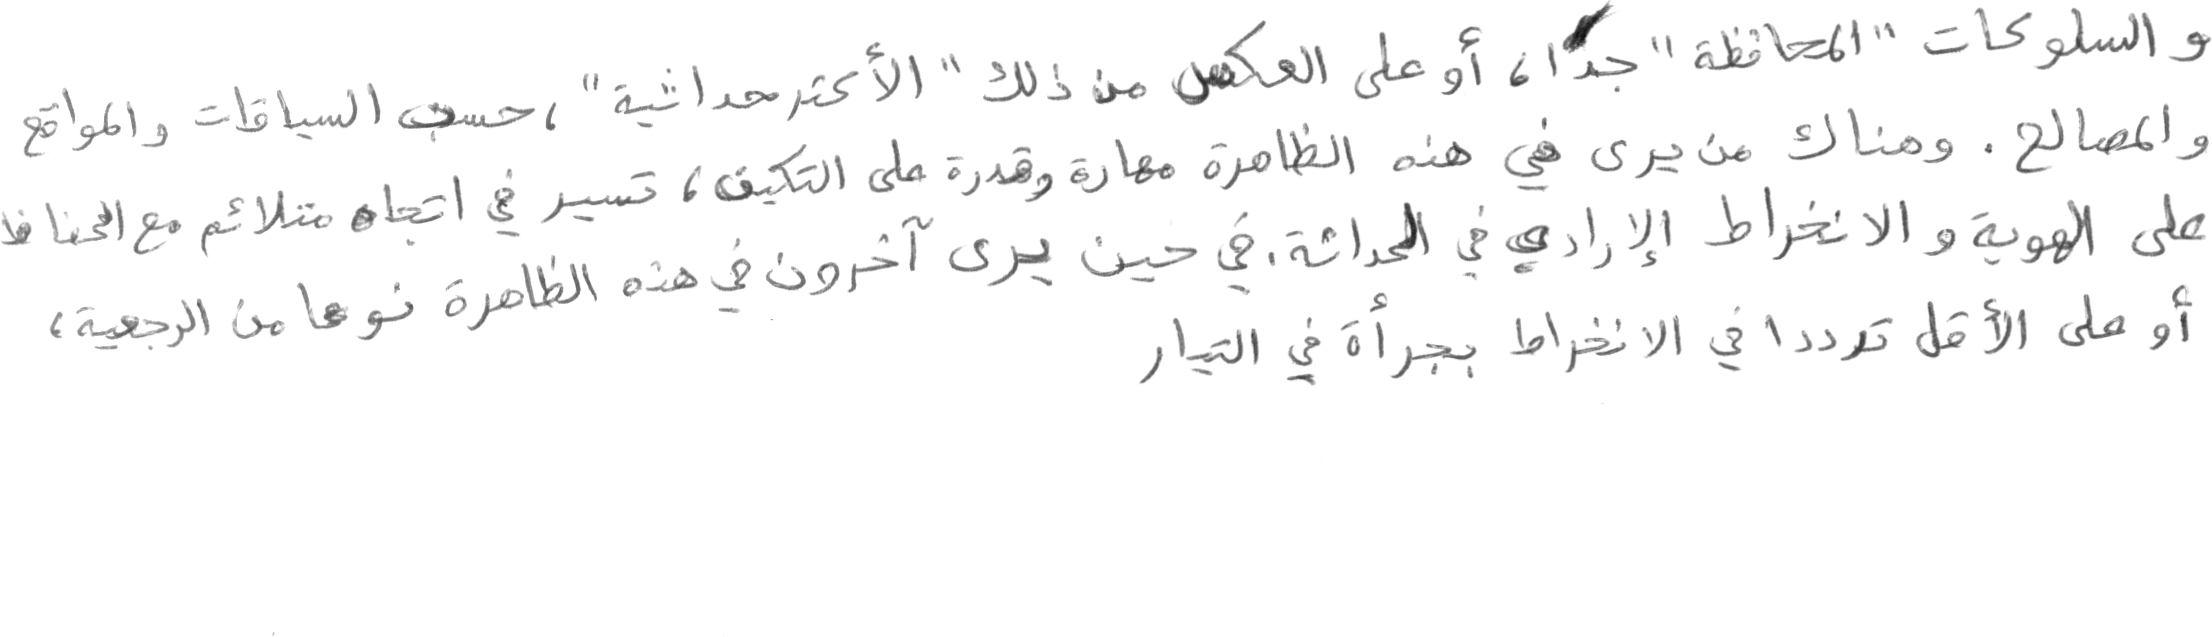 و السلوكات "المحافظة" جدا، أو على العكس من ذلك "الأكثر حداثية"، حسب السياقات والمواقع
والمصالح. وهناك من يرى في هذه الظاهرة مهارة وقدرة على التكيف، تسير في اتجاه متلائم مع الحفاظ
على الهوية و الانخراط الإرادي في الحداثة. في حين يرى آخرون في هذه الظاهرة نوعا من الرجعية،
أو على الأقل ترددا في الانخراط بجرأة في التيار